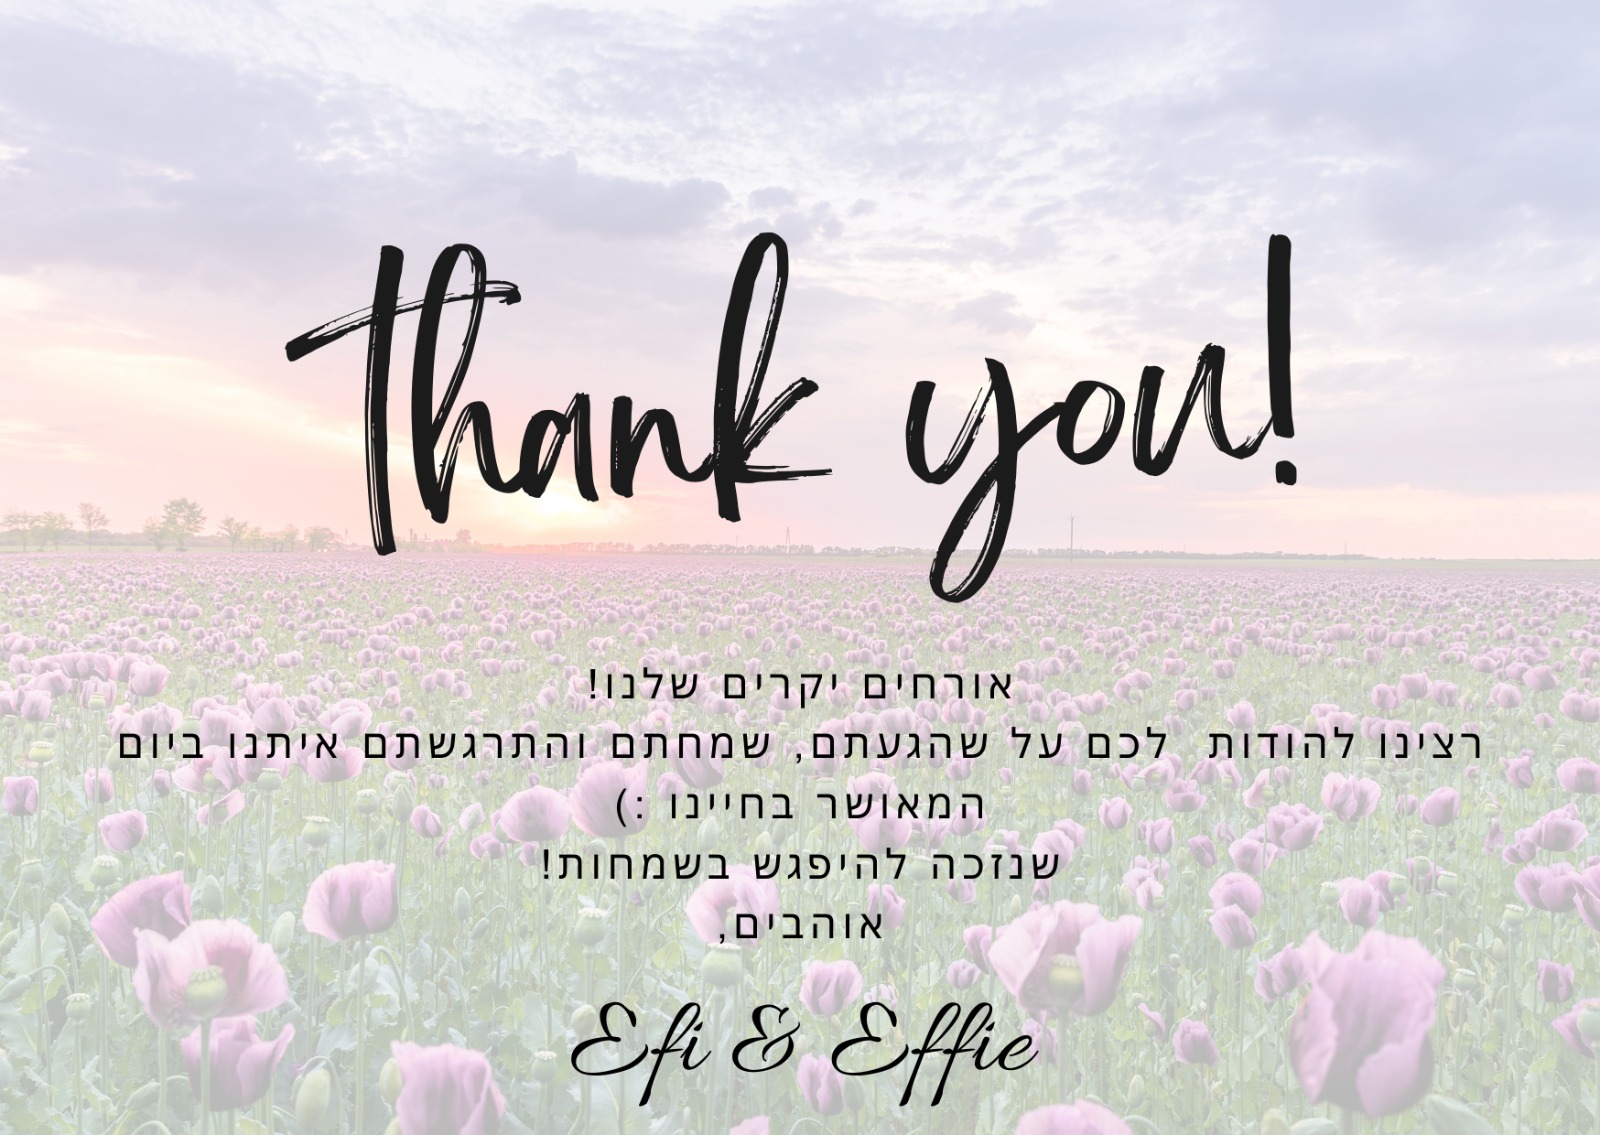 thank you!
אורחים יקרים שלנו!
רצינו להודות  לכם על שהגעתם, שמחתם והתרגשתם איתנו ביום
המאושר בחיינו :)
שנזכה להיפגש בשמחות!
אוהבים,
Efi & Effie